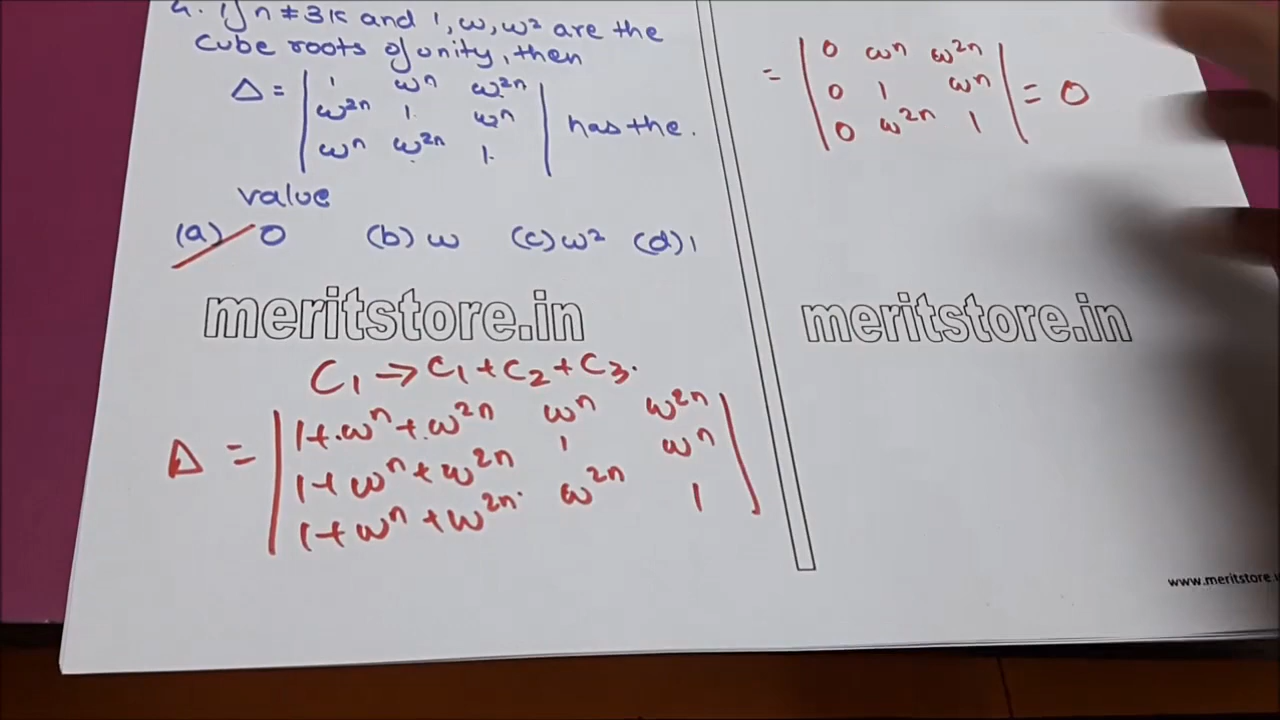 4. If n ≠ 3k and 1, ω, ω² are the
cube roots of unity, then
Δ = | 1 ωⁿ ω²ⁿ |
| ω²ⁿ 1 ωⁿ | has the
| ωⁿ ω²ⁿ 1 |
value
(a) 0 (b) ω (c) ω² (d) 1
meritstore.in
C₁ → C₁ + C₂ + C₃.
Δ = | 1+ωⁿ+ω²ⁿ ωⁿ ω²ⁿ |
| 1+ωⁿ+ω²ⁿ 1 ωⁿ |
| 1+ωⁿ+ω²ⁿ ω²ⁿ 1 |
= | 0 ωⁿ ω²ⁿ |
| 0 1 ωⁿ | = 0
| 0 ω²ⁿ 1 |
meritstore.in
www.meritstore.i